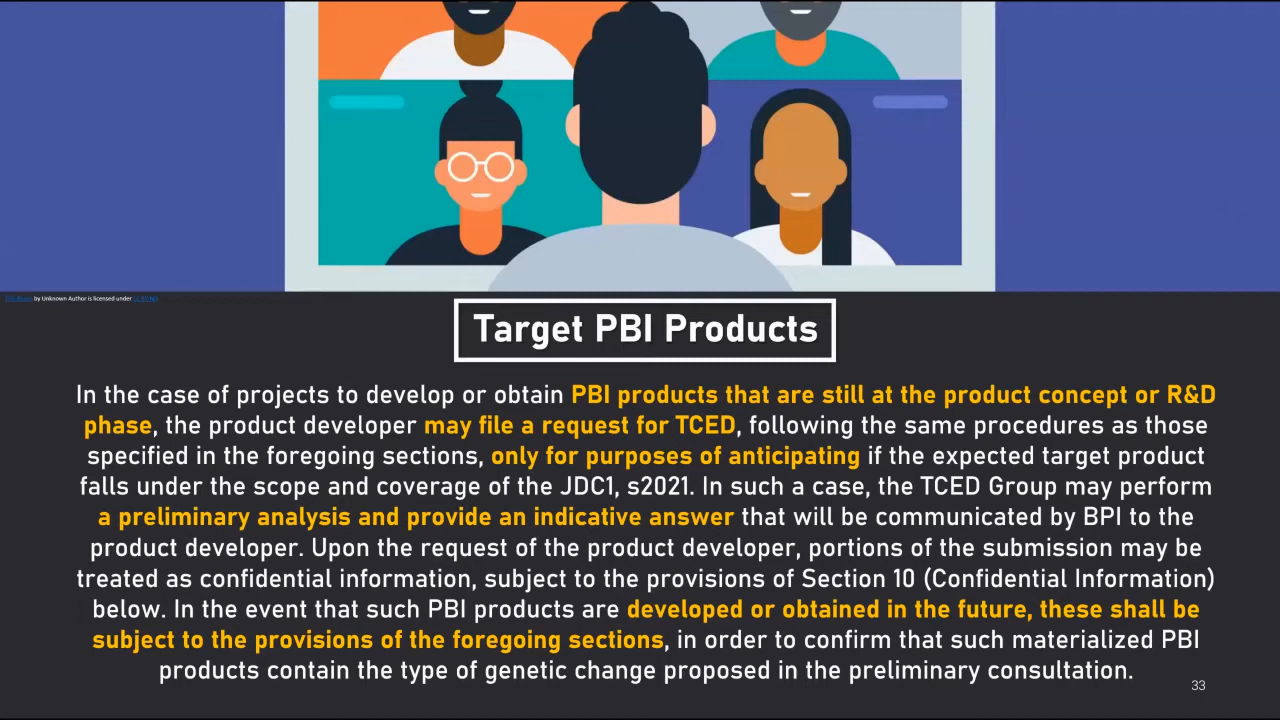 by Unknown Author is licensed under
Target PBI Products
In the case of projects to develop or obtain PBI products that are still at the product concept or R&D
phase, the product developer may file a request for TCED, following the same procedures as those
specified in the foregoing sections, only for purposes of anticipating if the expected target product
falls under the scope and coverage of the JDC1, s2021. In such a case, the TCED Group may perform
a preliminary analysis and provide an indicative answer that will be communicated by BPI to the
product developer. Upon the request of the product developer, portions of the submission may be
treated as confidential information, subject to the provisions of Section 10 (Confidential Information)
below. In the event that such PBI products are developed or obtained in the future, these shall be
subject to the provisions of the foregoing sections, in order to confirm that such materialized PBI
products contain the type of genetic change proposed in the preliminary consultation.
33